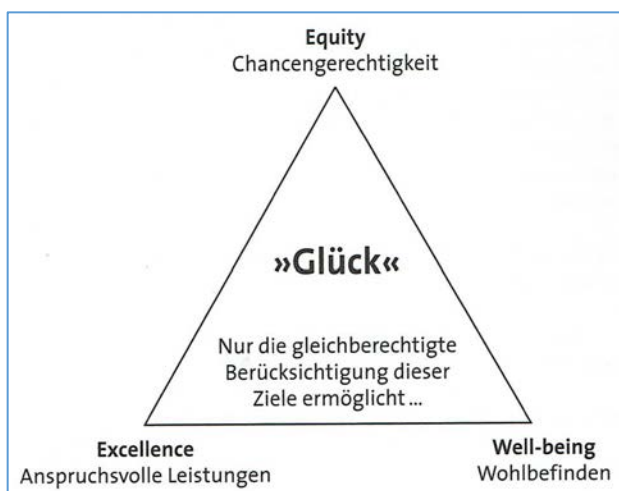 Equity
Chancengerechtigkeit
»Glück«
Nur die gleichberechtigte
Berücksichtigung dieser
Ziele ermöglicht ...
Excellence
Anspruchsvolle Leistungen
Well-being
Wohlbefinden